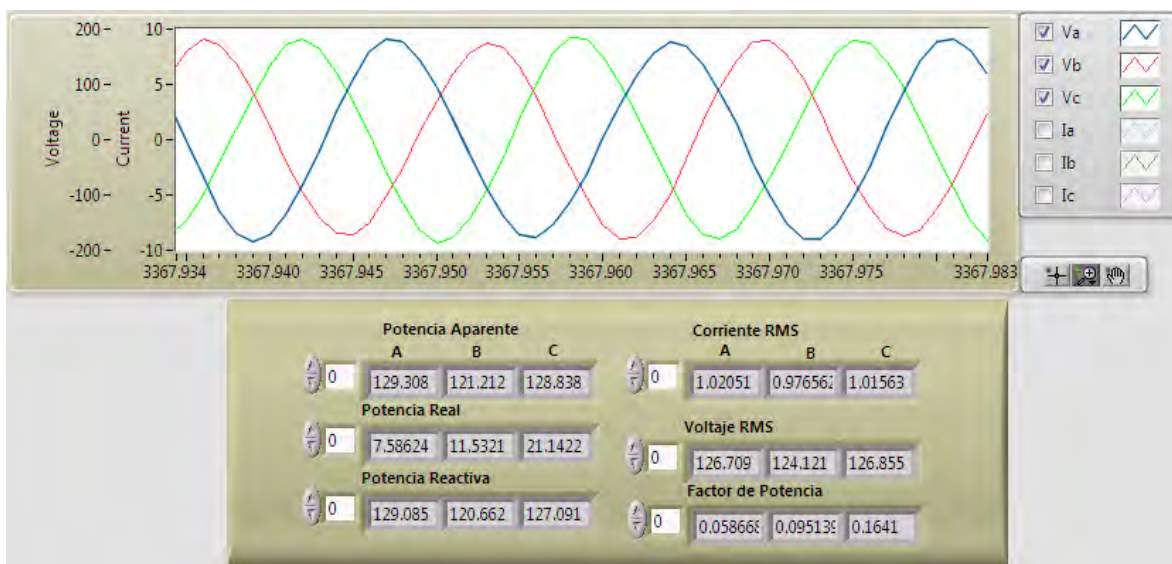 200 10
100 5
0 0
-100 -5
-200 -10
Voltage
Current
3367.934 3367.940 3367.945 3367.950 3367.955 3367.960 3367.965 3367.970 3367.975 3367.983
Va
Vb
Vc
Ia
Ib
Ic
Potencia Aparente
A B C
0 129.308 121.212 128.838
Potencia Real
0 7.58624 11.5321 21.1422
Potencia Reactiva
0 129.085 120.662 127.091
Corriente RMS
A B C
0 1.02051 0.976562 1.01563
Voltaje RMS
0 126.709 124.121 126.855
Factor de Potencia
0 0.058668 0.095139 0.1641